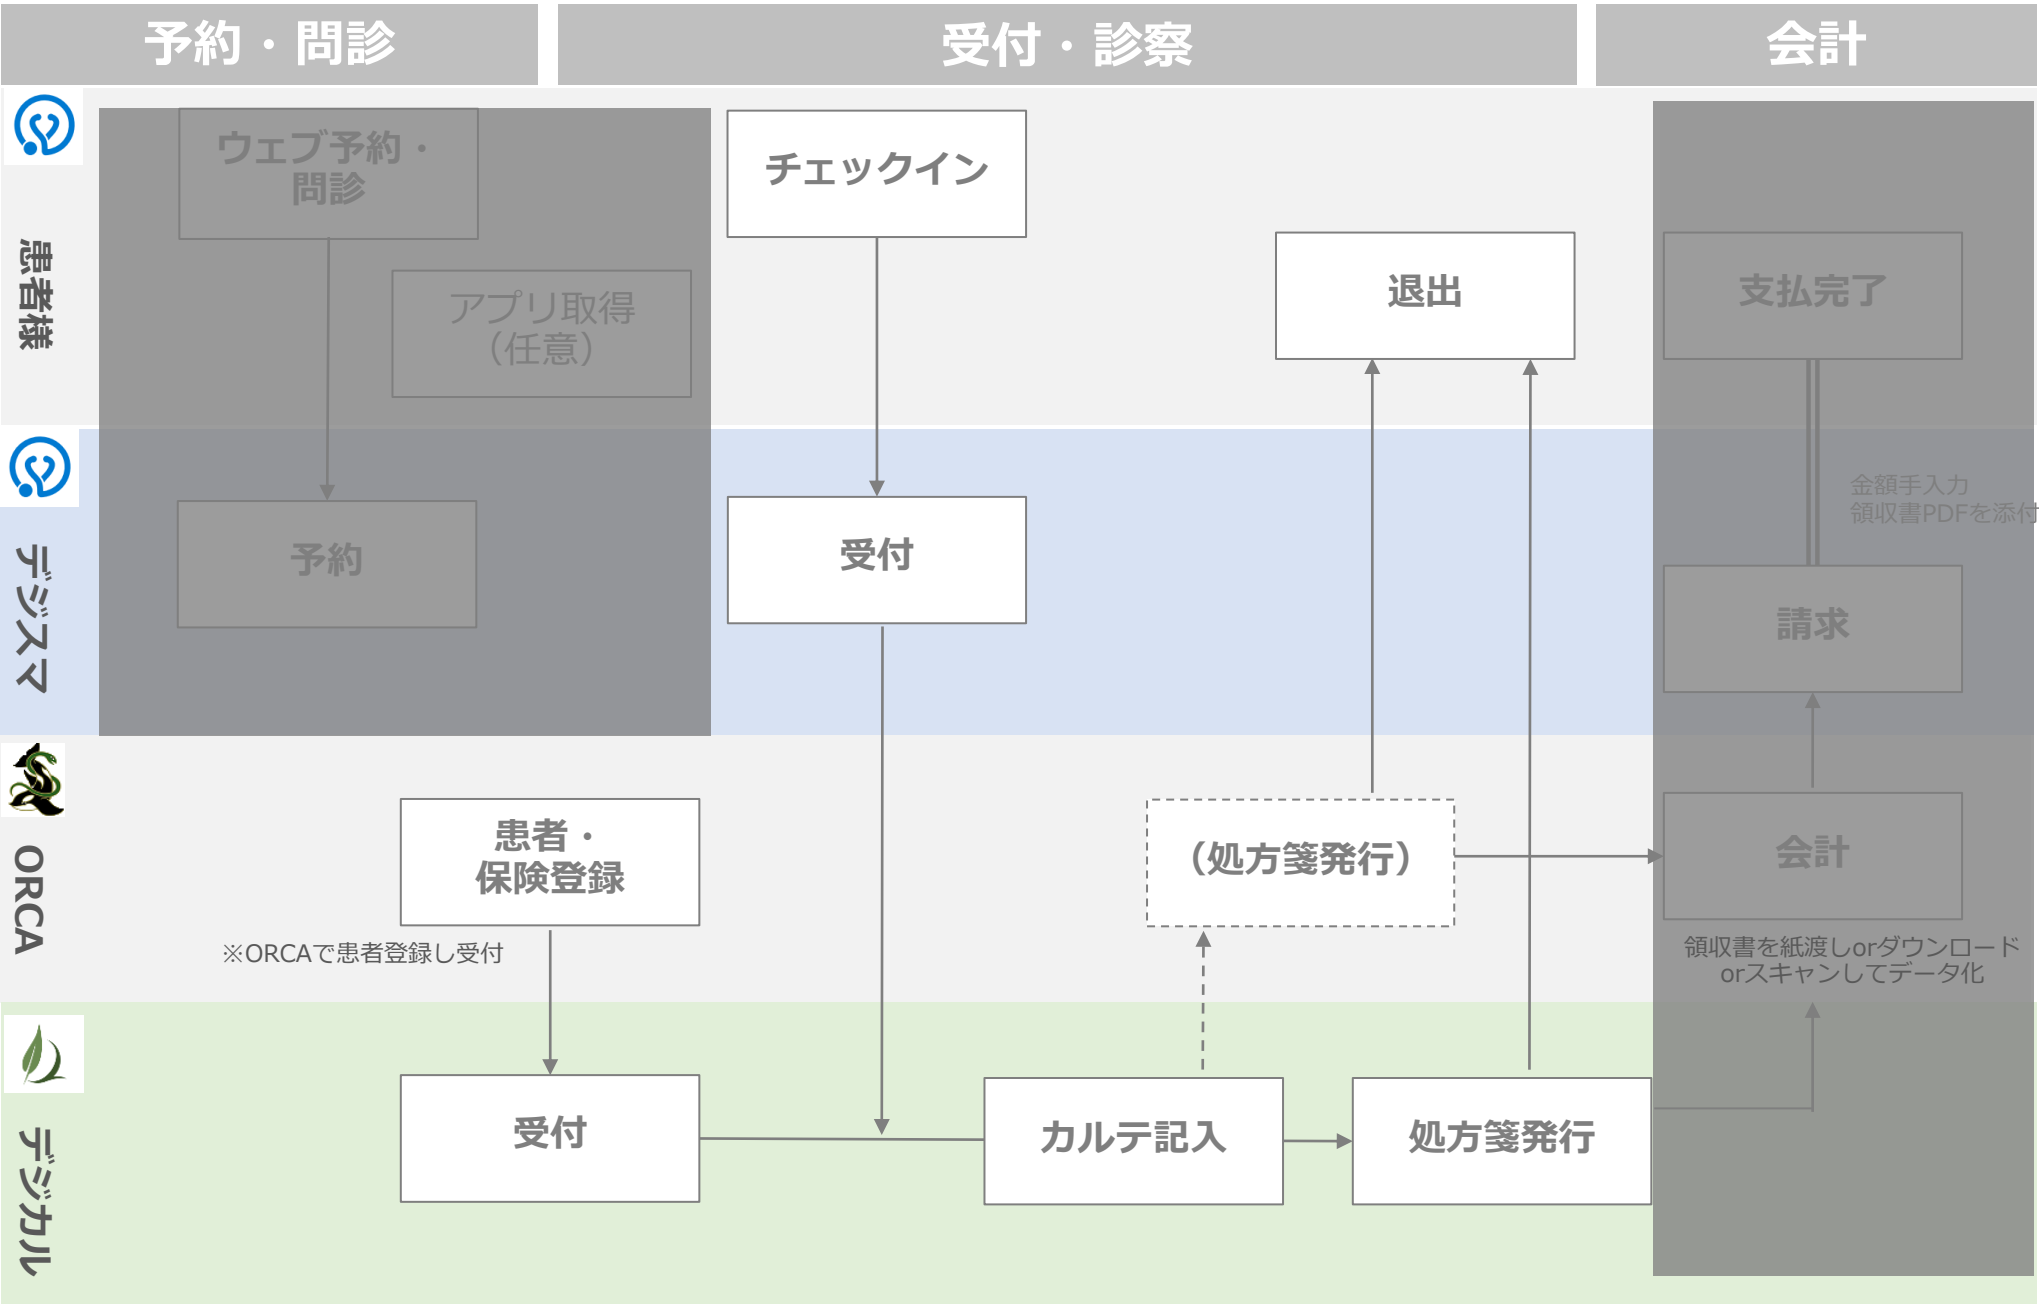 予約・問診
受付・診察
会計
患者様
ウェブ予約・
問診
アプリ取得
（任意）
チェックイン
退出
支払完了
デジスマ
予約
受付
金額手入力
領収書PDFを添付
請求
ORCA
患者・
保険登録
※ORCAで患者登録し受付
（処方箋発行）
会計
領収書を紙渡しorダウンロード
orスキャンしてデータ化
デジカル
受付
カルテ記入
処方箋発行